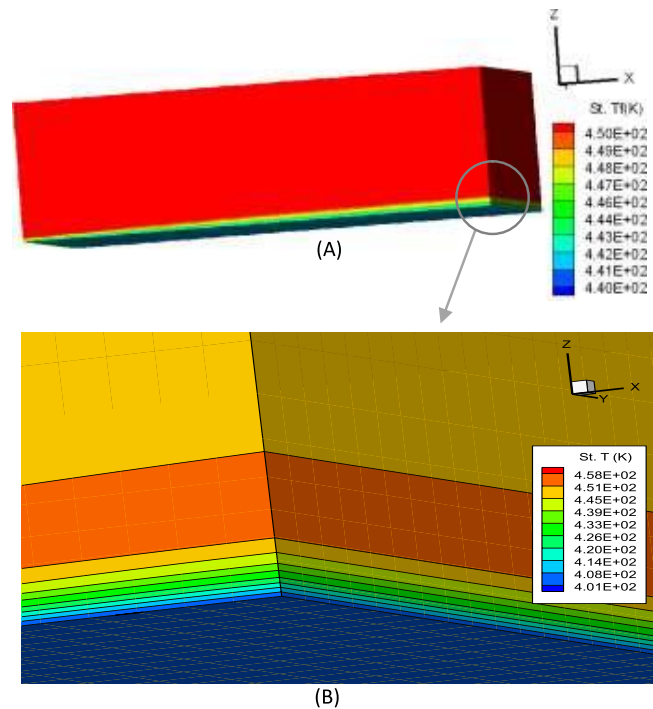 Z
X
St. Tf(K)
4.50E+02
4.49E+02
4.48E+02
4.47E+02
4.46E+02
4.44E+02
4.43E+02
4.42E+02
4.41E+02
4.40E+02
(A)
Z
X
Y
St. T (K)
4.58E+02
4.51E+02
4.45E+02
4.39E+02
4.33E+02
4.26E+02
4.20E+02
4.14E+02
4.08E+02
4.01E+02
(B)